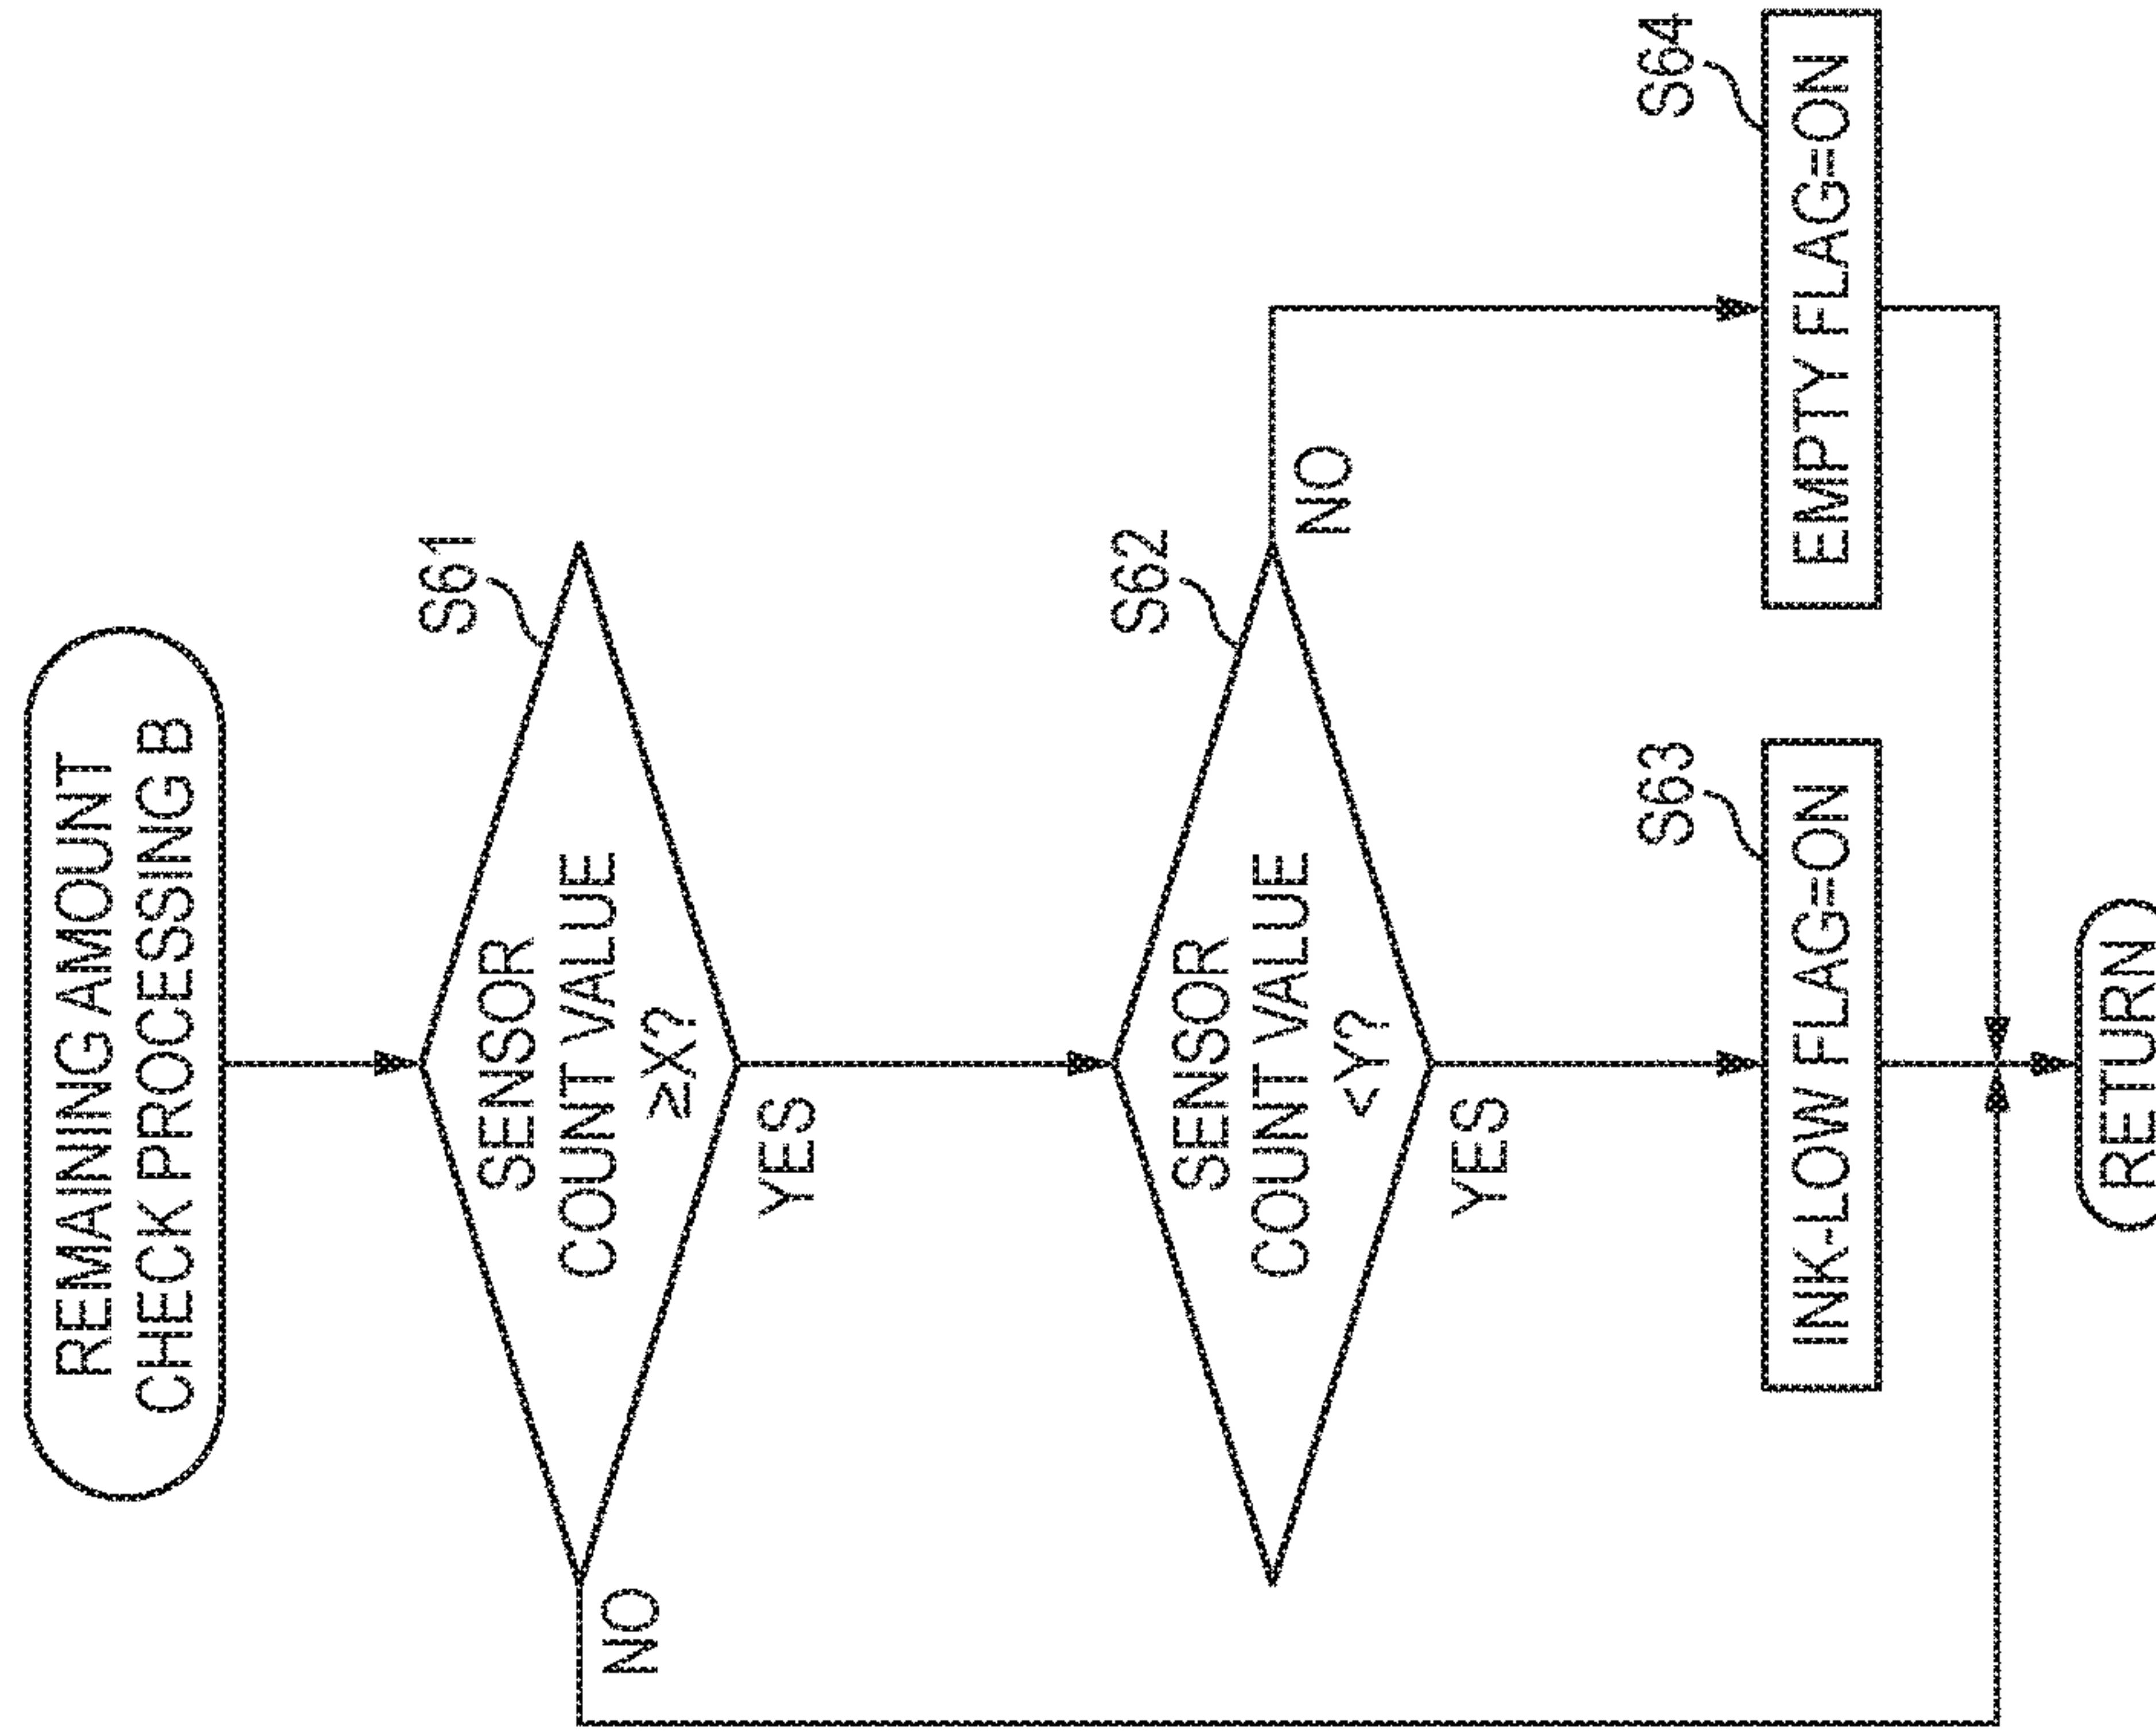 REMAINING AMOUNT
CHECK PROCESSING B
S61
SENSOR
COUNT VALUE
≥X?
NO
YES
S62
SENSOR
COUNT VALUE
<Y?
NO
YES
S63
INK-LOW FLAG=ON
S64
EMPTY FLAG=ON
RETURN